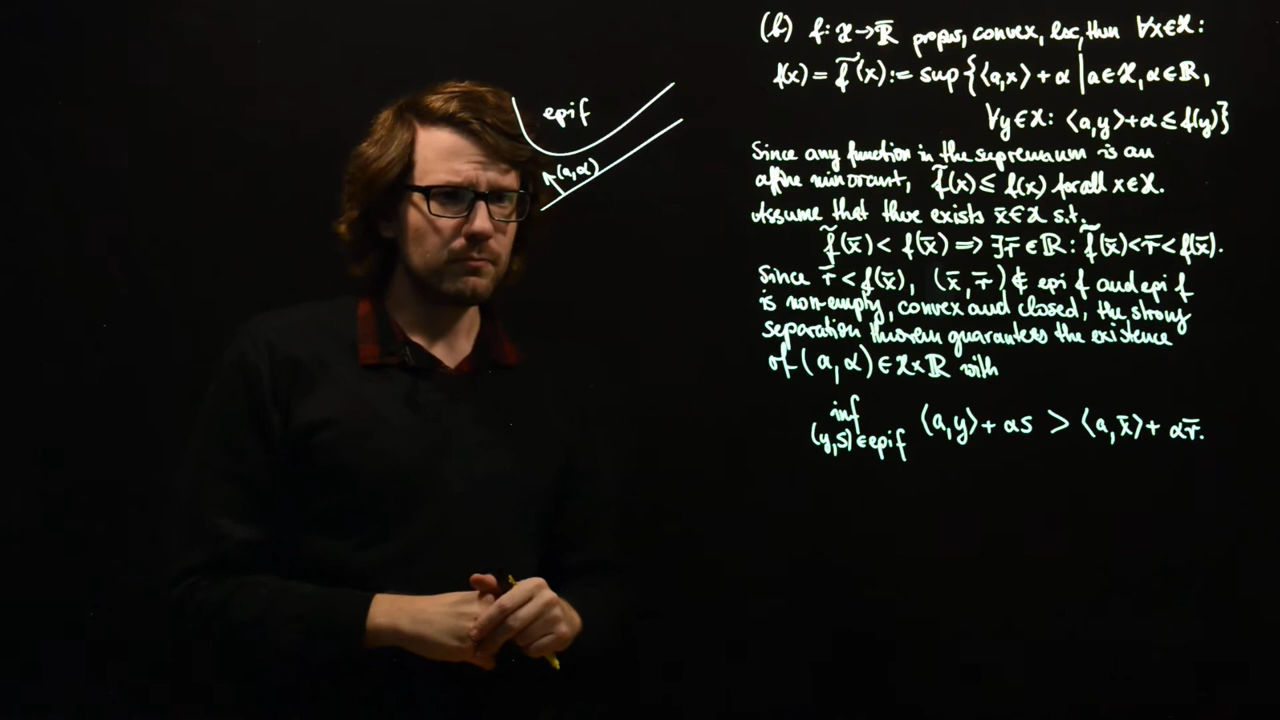 epi f
(a,α)
(b) f: X→R̄ proper, convex, lsc, then ∀x∈X:
f(x) = f̃(x) := sup{⟨a,x⟩ + α | a∈X, α∈R,
∀y∈X: ⟨a,y⟩+α ≤ f(y)}
Since any function in the supremum is an
affine minorant, f̃(x) ≤ f(x) for all x∈X.
Assume that there exists x̄∈X s.t.
f̃(x̄) < f(x̄) ⟹ ∃r̄∈R: f̃(x̄)<r̄<f(x̄).
Since r̄<f(x̄), (x̄,r̄) ∉ epi f and epi f
is non-empty, convex and closed, the strong
separation theorem guarantees the existence
of (a,α)∈X×R with
inf ⟨a,y⟩+αs > ⟨a,x̄⟩+αr̄.
(y,s)∈epi f